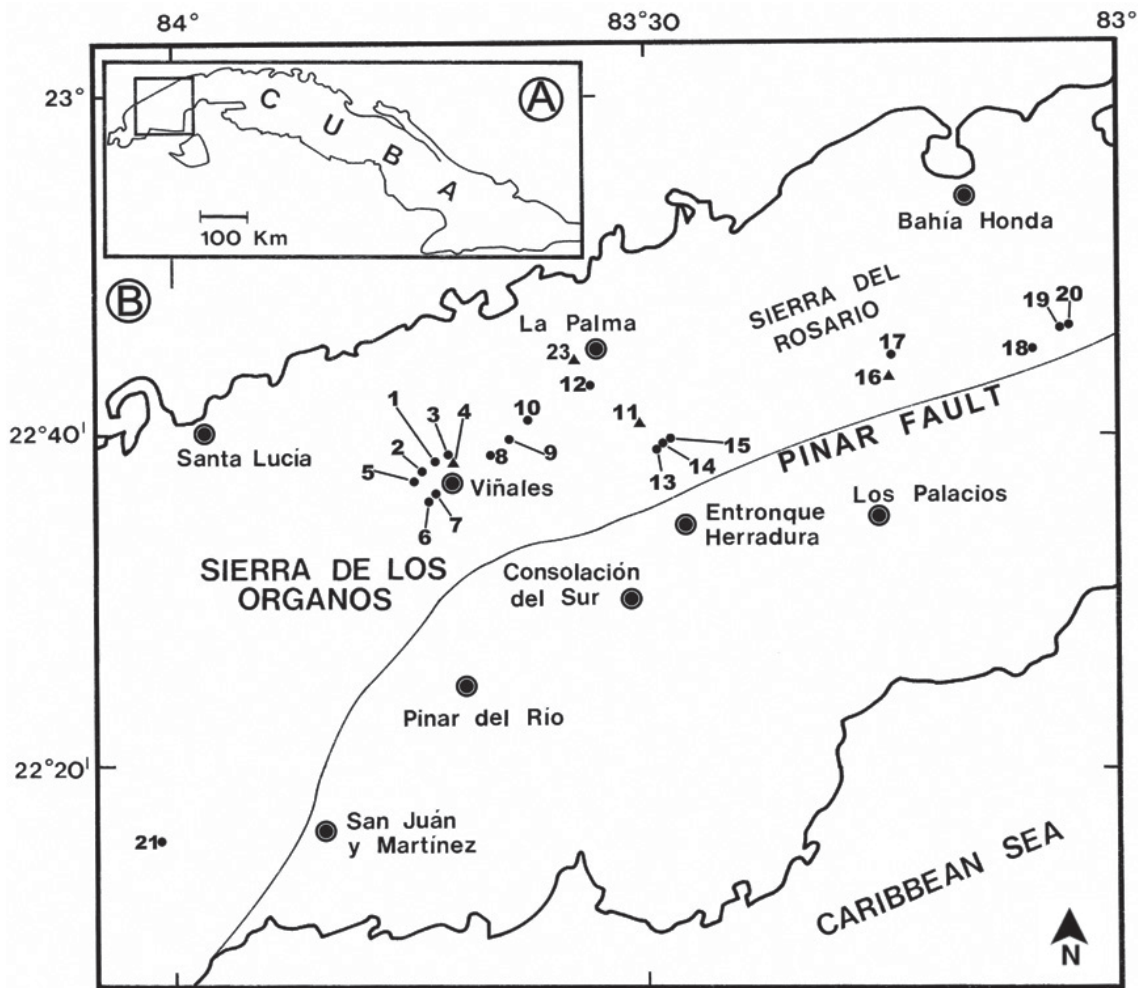 84°
83°30
83°
23°
A
C
U
B
A
100 Km
B
Bahía Honda
SIERRA DEL
ROSARIO
La Palma
19
20
23
17
18
16
12
1
10
11
3
4
22°40ı
2
15
Santa Lucía
5
8
9
14
13
Viñales
PINAR FAULT
6
7
Los Palacios
Entronque
Herradura
SIERRA DE LOS
ORGANOS
Consolación
del Sur
Pinar del Río
22°20ı
San Juán
y Martínez
21
CARIBBEAN SEA
N